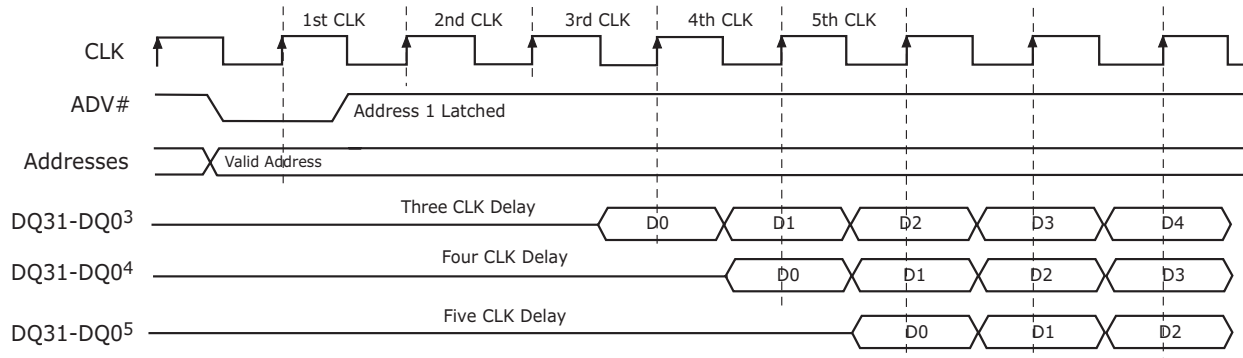 1st CLK 2nd CLK 3rd CLK 4th CLK 5th CLK
CLK
ADV#
Address 1 Latched
Addresses
Valid Address
DQ31-DQ0³ Three CLK Delay D0 D1 D2 D3 D4
DQ31-DQ0⁴ Four CLK Delay D0 D1 D2 D3
DQ31-DQ0⁵ Five CLK Delay D0 D1 D2